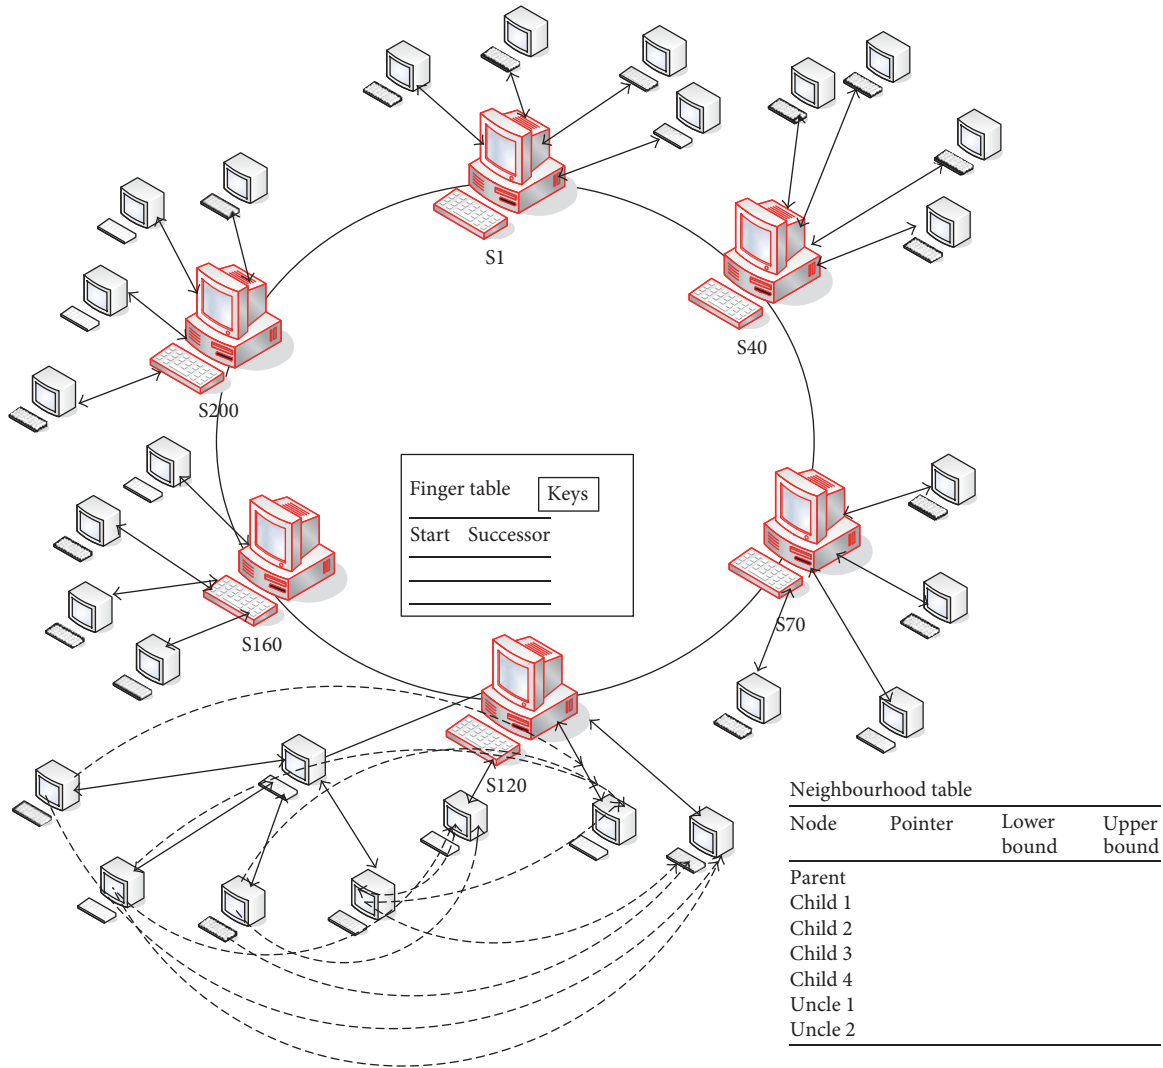 S1
S40
S200
Finger table
Keys
Start Successor
S160
S70
S120
Neighbourhood table
Node Pointer Lower bound Upper bound
Parent
Child 1
Child 2
Child 3
Child 4
Uncle 1
Uncle 2